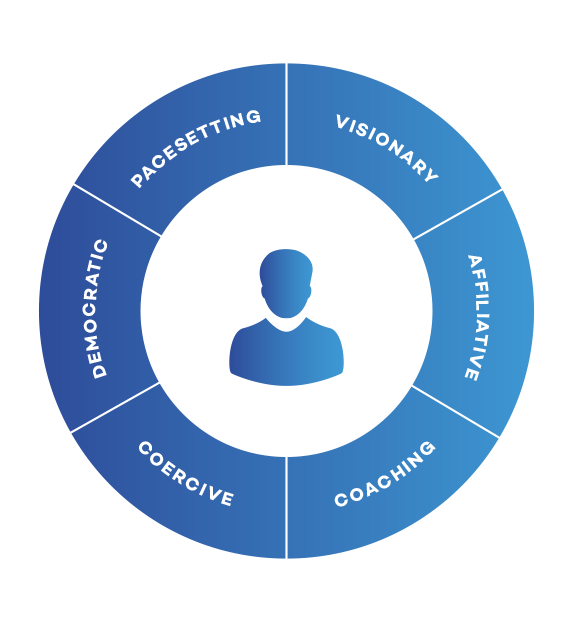 PACESETTING
VISIONARY
AFFILIATIVE
COACHING
COERCIVE
DEMOCRATIC